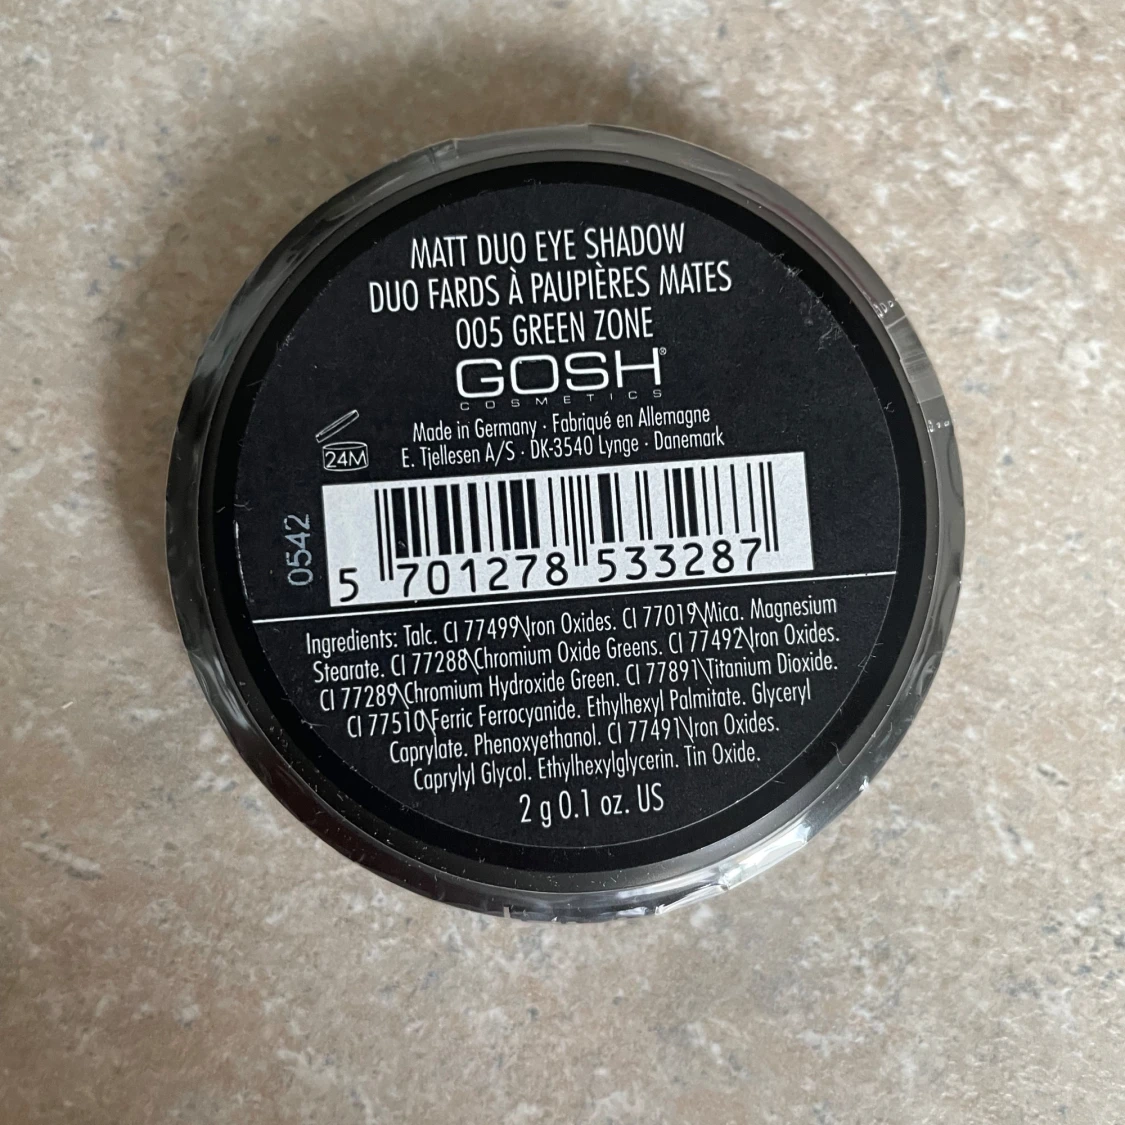 MATT DUO EYE SHADOW
DUO FARDS À PAUPIÈRES MATES
005 GREEN ZONE
GOSH®
COSMETICS
Made in Germany · Fabriqué en Allemagne
E. Tjellesen A/S · DK-3540 Lynge · Danemark
24M
0542
5 701278 533287
Ingredients: Talc. CI 77499\Iron Oxides. CI 77019\Mica. Magnesium
Stearate. CI 77288\Chromium Oxide Greens. CI 77492\Iron Oxides.
CI 77289\Chromium Hydroxide Green. CI 77891\Titanium Dioxide.
CI 77510\Ferric Ferrocyanide. Ethylhexyl Palmitate. Glyceryl
Caprylate. Phenoxyethanol. CI 77491\Iron Oxides.
Caprylyl Glycol. Ethylhexylglycerin. Tin Oxide.
2 g 0.1 oz. US